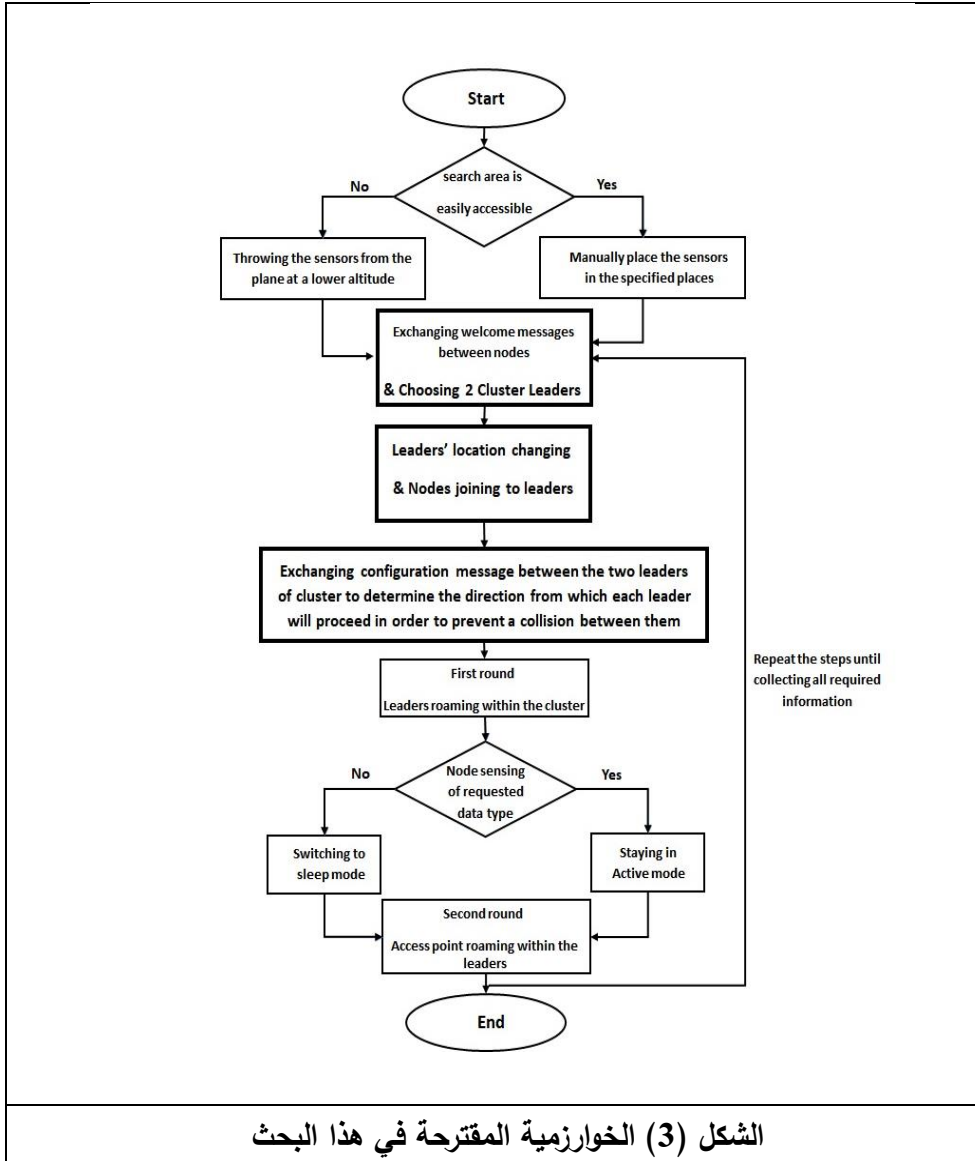 Start
search area is
easily accessible
No
Yes
Throwing the sensors from the
plane at a lower altitude
Manually place the sensors
in the specified places
Exchanging welcome messages
between nodes
& Choosing 2 Cluster Leaders
Leaders' location changing
& Nodes joining to leaders
Exchanging configuration message between the two leaders
of cluster to determine the direction from which each leader
will proceed in order to prevent a collision between them
Repeat the steps until
collecting all required
information
First round
Leaders roaming within the cluster
Node sensing
of requested
data type
No
Yes
Switching to
sleep mode
Staying in
Active mode
Second round
Access point roaming within the
leaders
End
الشكل (3) الخوارزمية المقترحة في هذا البحث